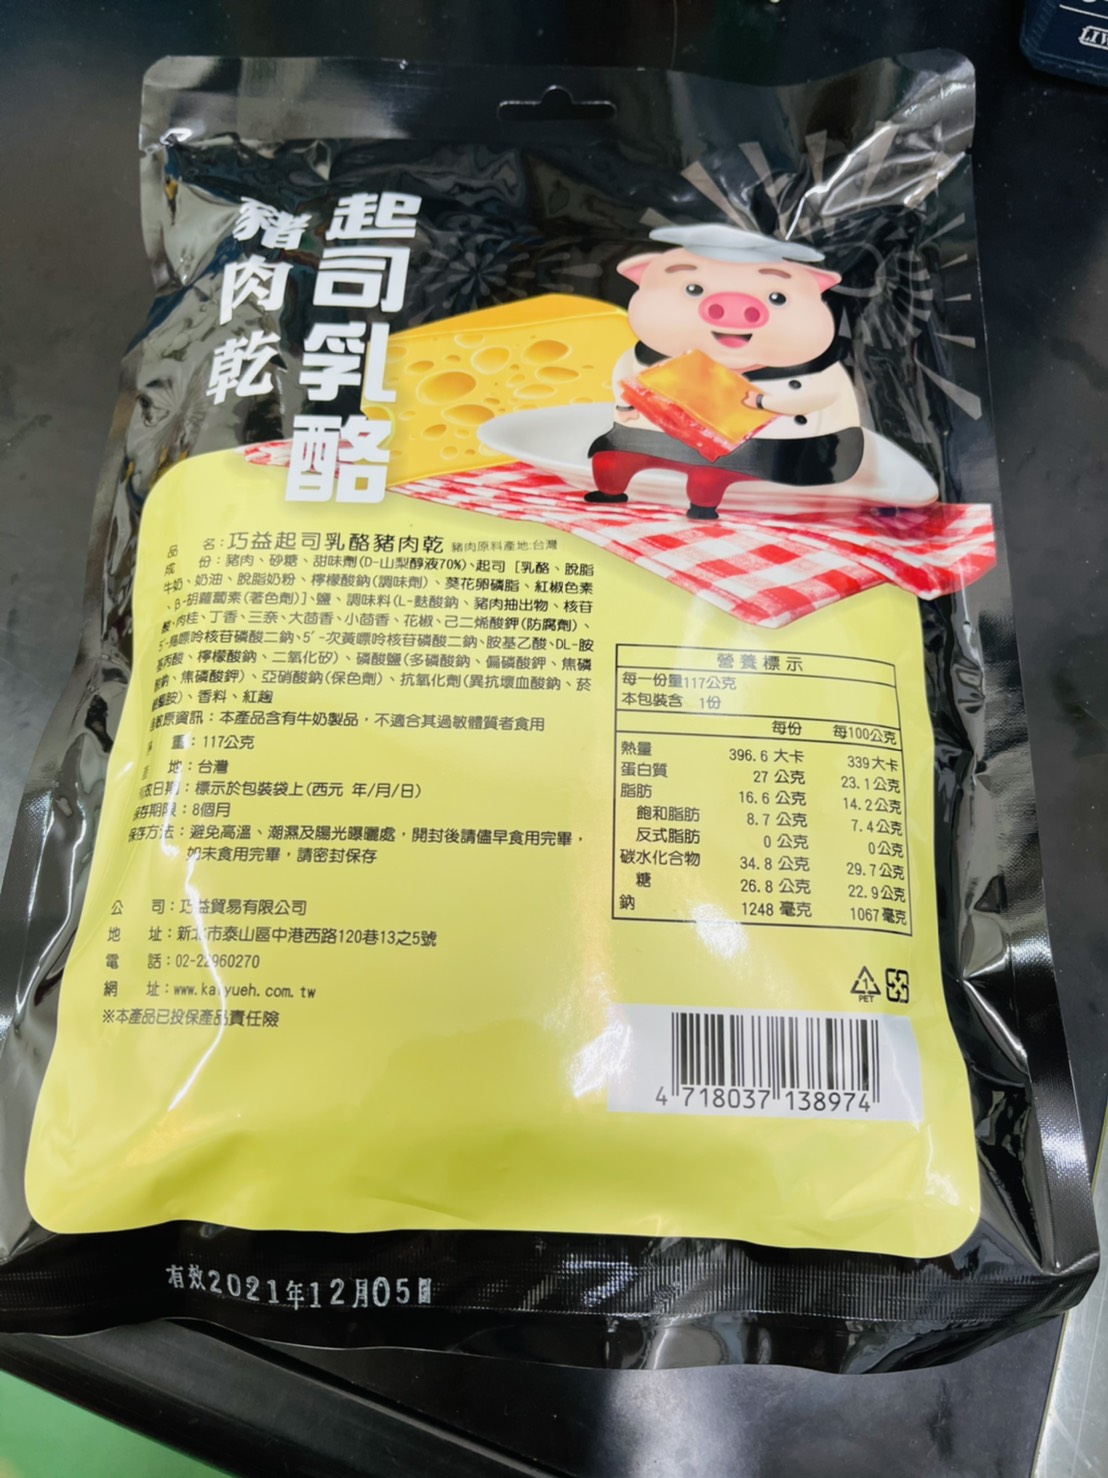 起司乳酪
豬肉乾
品名:巧益起司乳酪豬肉乾 豬肉原料產地:台灣
成份:豬肉、砂糖、甜味劑(D-山梨醇液70%)、起司 [乳酪、脫脂
牛奶、奶油、脫脂奶粉、檸檬酸鈉(調味劑)、葵花卵磷脂、紅椒色素
、B-胡蘿蔔素(著色劑)]、鹽、調味料(L-麩酸鈉、豬肉抽出物、核苷
酸、肉桂、丁香、三奈、大茴香、小茴香、花椒、己二烯酸鉀(防腐劑)、
5'-鳥嘌呤核苷磷酸二鈉、5'-次黃嘌呤核苷磷酸二鈉、胺基乙酸、DL-胺
基丙酸、檸檬酸鈉、二氧化矽)、磷酸鹽(多磷酸鈉、偏磷酸鉀、焦磷
酸鈉、焦磷酸鉀)、亞硝酸鈉(保色劑)、抗氧化劑(異抗壞血酸鈉、菸
鹼醯胺)、香料、紅麴
過敏原資訊:本產品含有牛奶製品,不適合其過敏體質者食用
重:117公克
地:台灣
有效日期:標示於包裝袋上(西元 年/月/日)
保存期限:8個月
保存方法:避免高溫、潮濕及陽光曝曬處,開封後請儘早食用完畢,
如未食用完畢,請密封保存
公司:巧益貿易有限公司
地址:新北市泰山區中港西路120巷13之5號
電話:02-22960270
網址:www.kaiyueh.com.tw
※本產品已投保產品責任險
營養標示
每一份量117公克
本包裝含 1份
每份 每100公克
熱量 396.6 大卡 339大卡
蛋白質 27 公克 23.1公克
脂肪 16.6 公克 14.2公克
飽和脂肪 8.7 公克 7.4公克
反式脂肪 0 公克 0公克
碳水化合物 34.8 公克 29.7公克
糖 26.8 公克 22.9公克
鈉 1248 毫克 1067毫克
1
PET
4 718037 138974
有效2021年12月05日